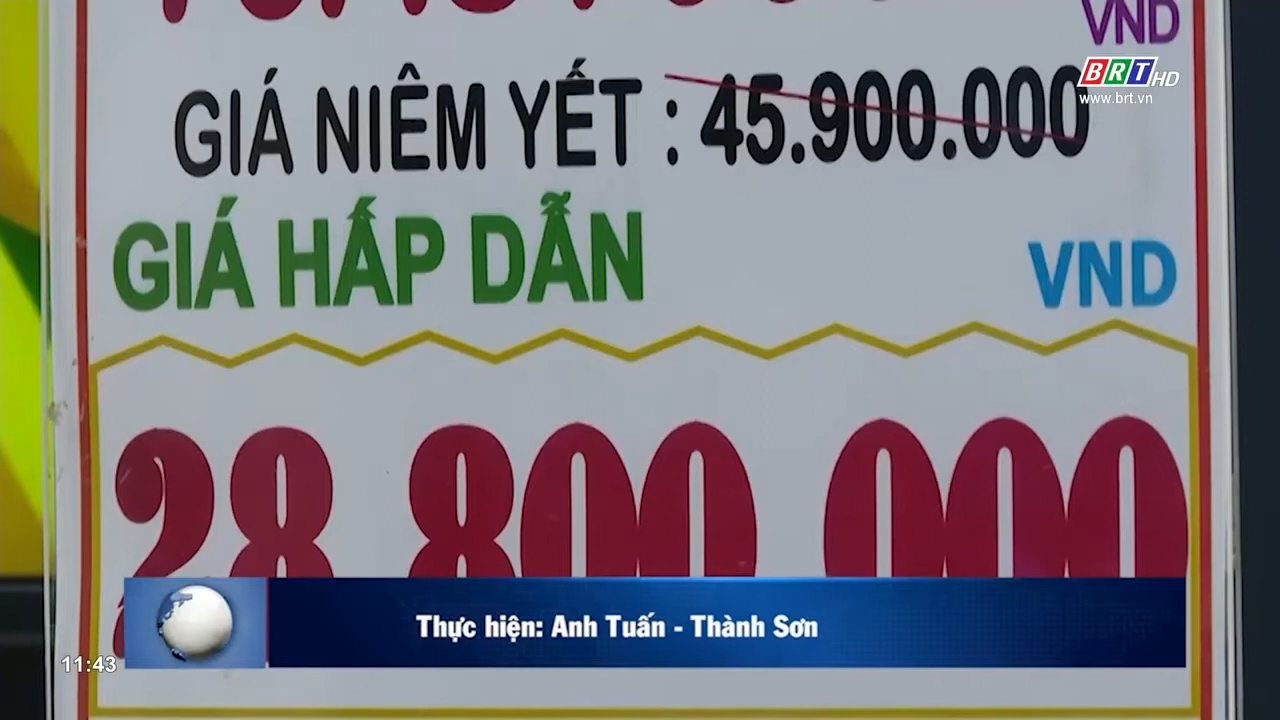 VND
BRT HD
www.brt.vn
GIÁ NIÊM YẾT : 45.900.000
GIÁ HẤP DẪN VND
28.800.000
Thực hiện: Anh Tuấn - Thành Sơn
11:43